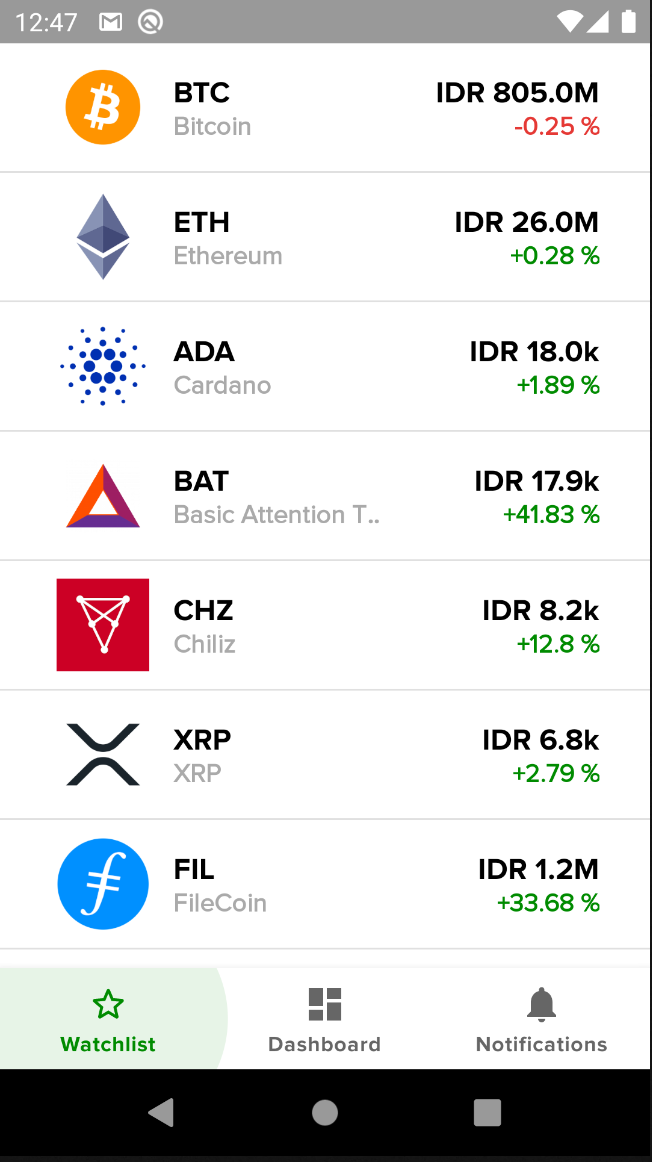 12:47
BTC IDR 805.0M
Bitcoin -0.25 %
ETH IDR 26.0M
Ethereum +0.28 %
ADA IDR 18.0k
Cardano +1.89 %
BAT IDR 17.9k
Basic Attention T.. +41.83 %
CHZ IDR 8.2k
Chiliz +12.8 %
XRP IDR 6.8k
XRP +2.79 %
FIL IDR 1.2M
FileCoin +33.68 %
Watchlist Dashboard Notifications